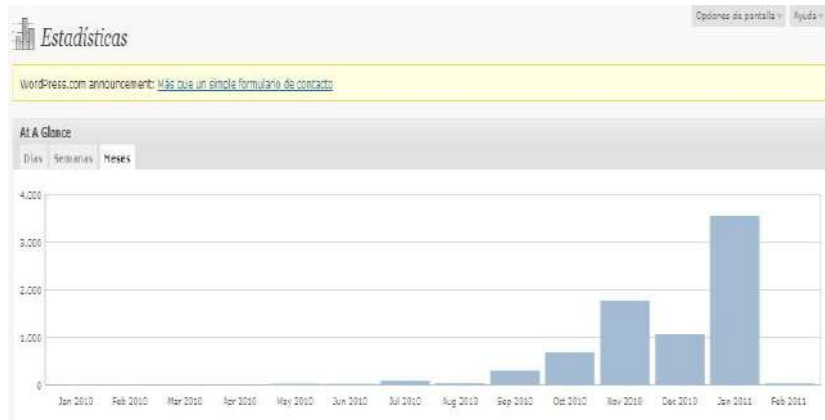 Opciones de pantalla Ayuda
Estadísticas
WordPress.com announcement: Más que un simple formulario de contacto
At A Glance
Días Semanas Meses
4,000
3,000
2,000
1,000
0
Jan 2010 Feb 2010 Mar 2010 Apr 2010 May 2010 Jun 2010 Jul 2010 Aug 2010 Sep 2010 Oct 2010 Nov 2010 Dec 2010 Jan 2011 Feb 2011